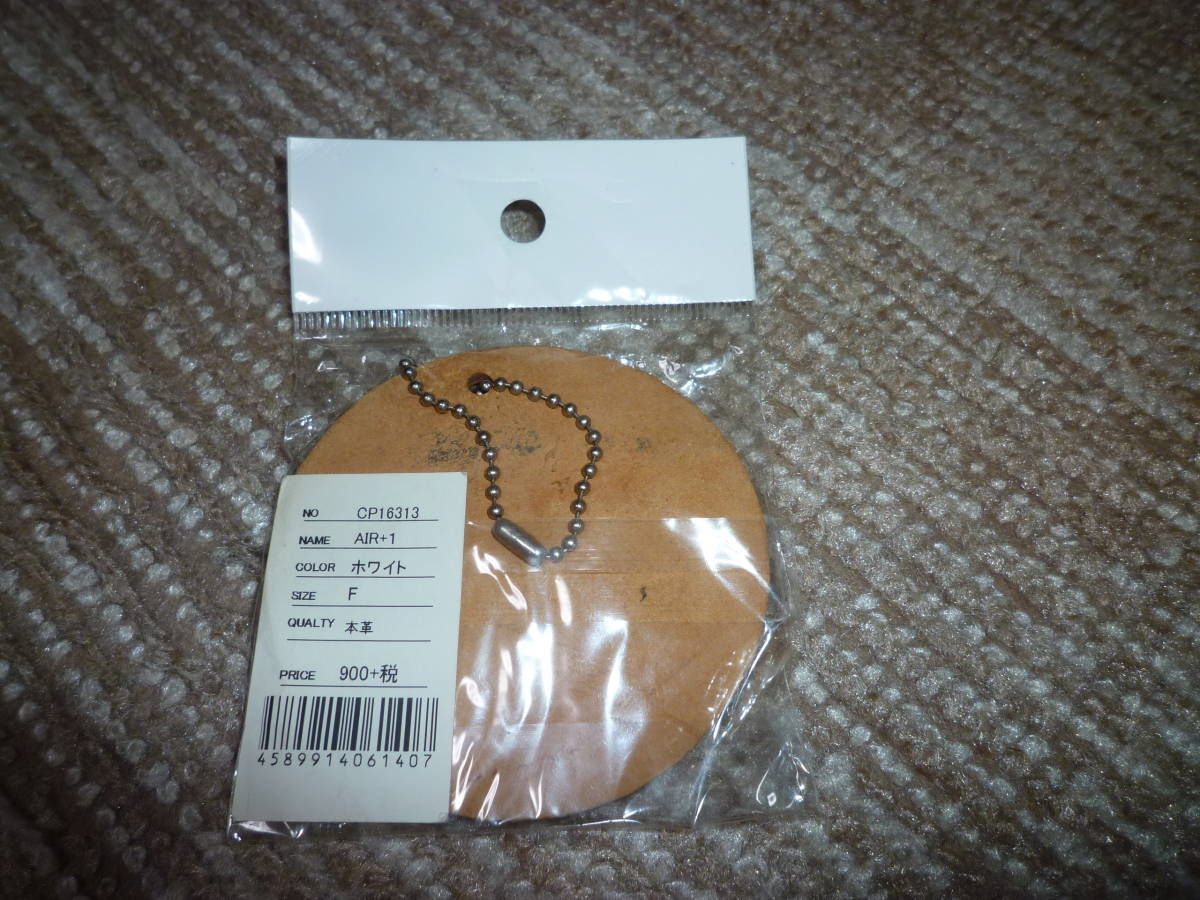 NO CP16313
NAME AIR+1
COLOR ホワイト
SIZE F
QUALTY 本革
PRICE 900+税
4589914061407